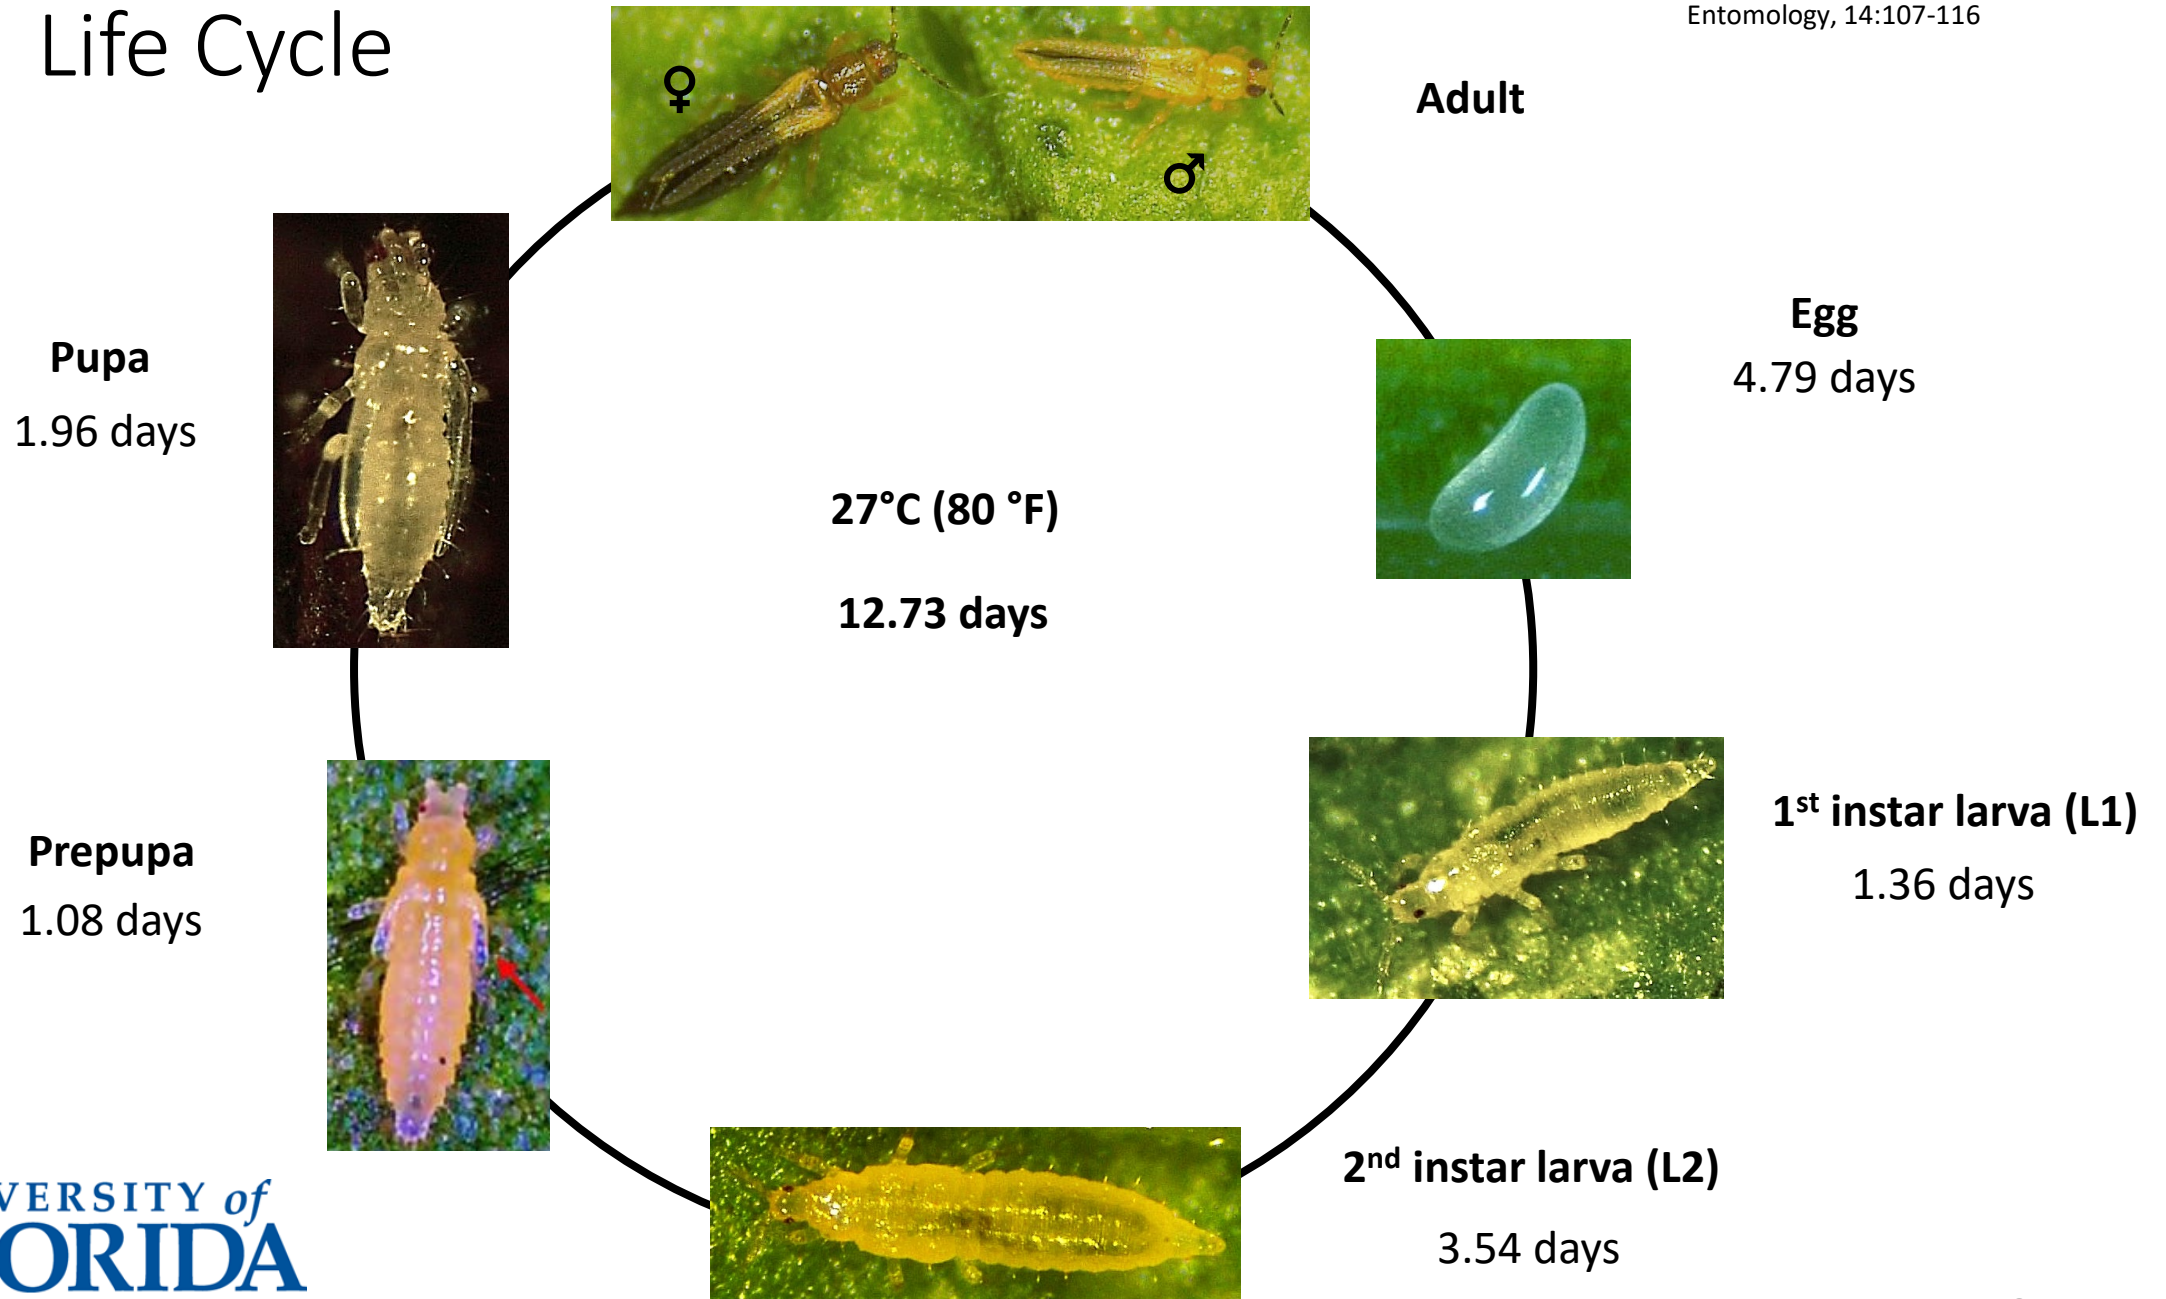 Life Cycle
Entomology, 14:107-116
♀
♂
Adult
Egg
4.79 days
Pupa
1.96 days
27°C (80 °F)
12.73 days
1st instar larva (L1)
1.36 days
Prepupa
1.08 days
2nd instar larva (L2)
3.54 days
VERSITY of
ORIDA